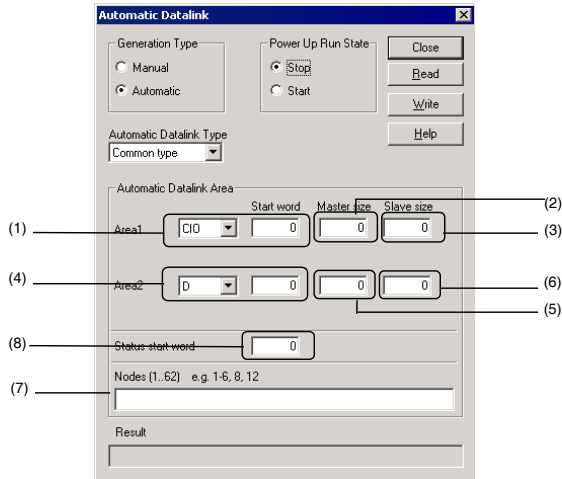 Automatic Datalink
Generation Type
Manual
Automatic
Power Up Run State
Stop
Start
Close
Read
Write
Help
Automatic Datalink Type
Common type
Automatic Datalink Area
Start word Master size Slave size
(1) Area1 CIO 0 0 0 (2) (3)
(4) Area2 D 0 0 0 (6) (5)
(8) Status start word 0
Nodes (1..62) e.g. 1-6, 8, 12
(7)
Result